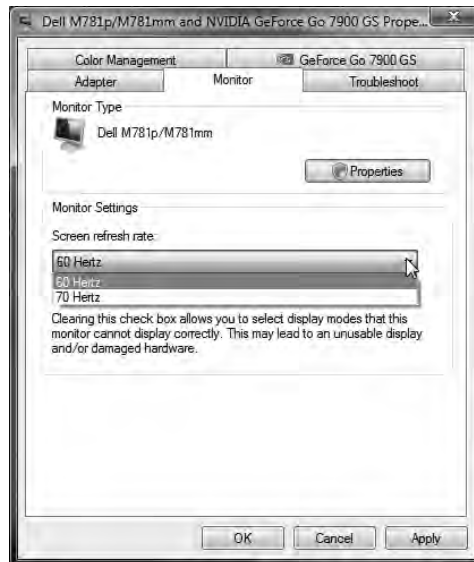 Dell M781p/M781mm and NVIDIA GeForce Go 7900 GS Prope...
Color Management
GeForce Go 7900 GS
Adapter
Monitor
Troubleshoot
Monitor Type
Dell M781p/M781mm
Properties
Monitor Settings
Screen refresh rate:
60 Hertz
60 Hertz
70 Hertz
Clearing this check box allows you to select display modes that this
monitor cannot display correctly. This may lead to an unusable display
and/or damaged hardware.
OK
Cancel
Apply